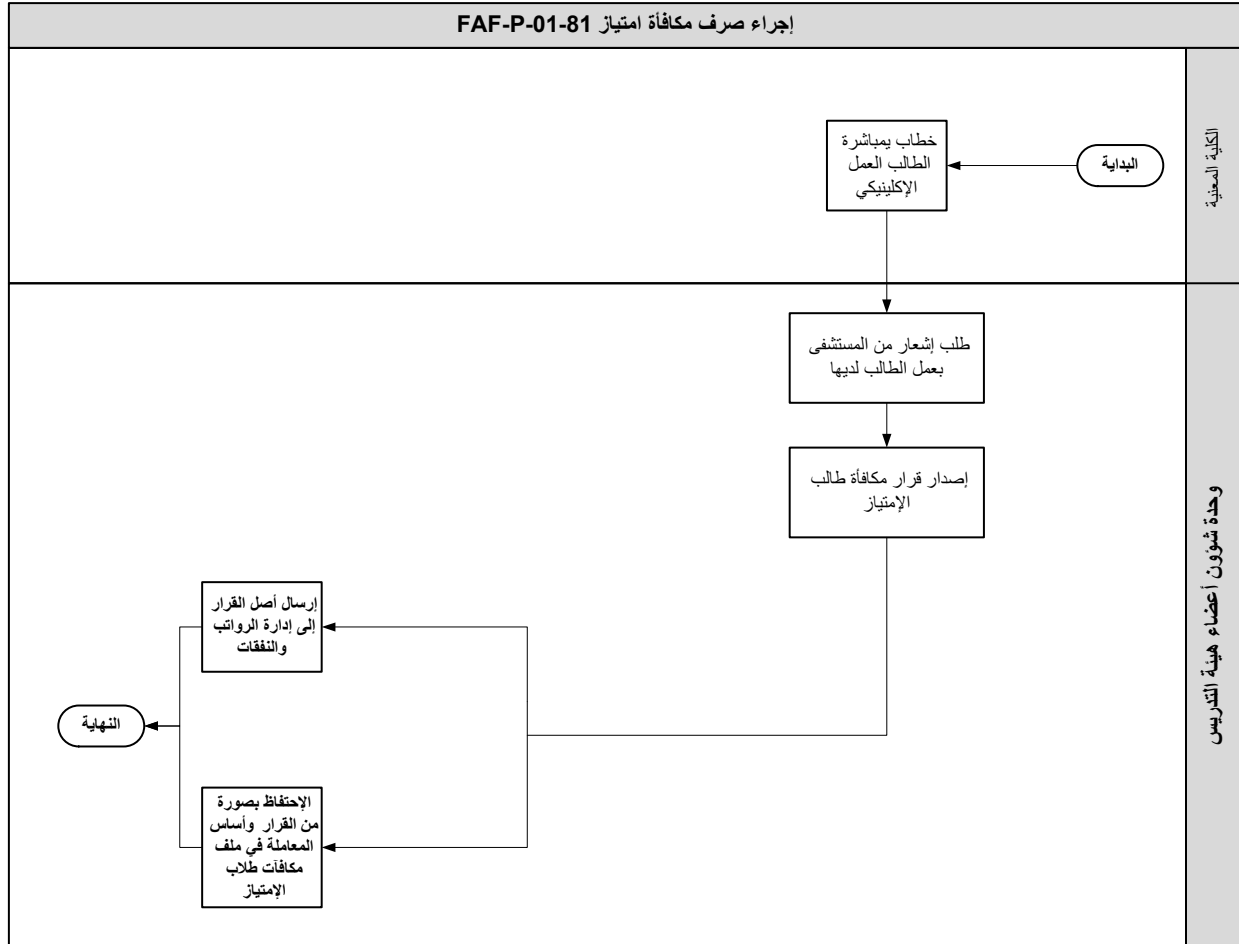 إجراء صرف مكافأة امتياز FAF-P-01-81
الكلية المعنية
البداية
خطاب يمباشرة
الطالب العمل
الإكلينيكي
وحدة شؤون أعضاء هيئة التدريس
طلب إشعار من المستشفى
بعمل الطالب لديها
إصدار قرار مكافأة طالب
الإمتياز
إرسال أصل القرار
إلى إدارة الرواتب
والنفقات
الإحتفاظ بصورة
من القرار وأساس
المعاملة في ملف
مكافآت طلاب
الإمتياز
النهاية